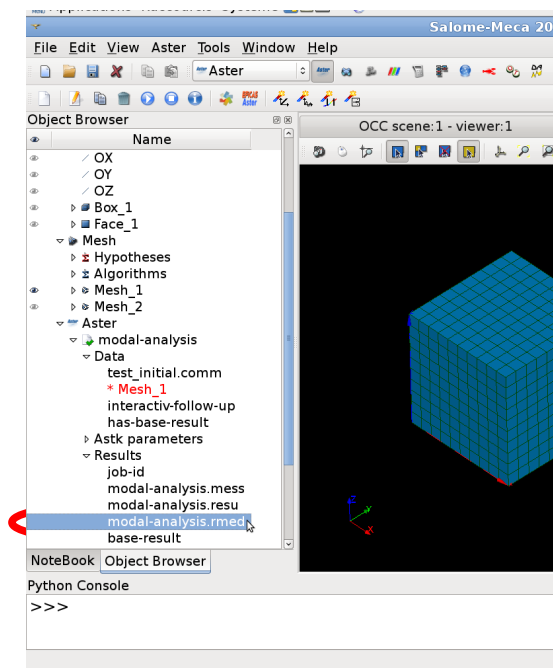 Applications Raccourcis Système
Salome-Meca 20
File Edit View Aster Tools Window Help
Aster
Object Browser
OCC scene:1 - viewer:1
Name
OX
OY
OZ
Box_1
Face_1
Mesh
Hypotheses
Algorithms
Mesh_1
Mesh_2
Aster
modal-analysis
Data
test_initial.comm
* Mesh_1
interactiv-follow-up
has-base-result
Astk parameters
Results
job-id
modal-analysis.mess
modal-analysis.resu
modal-analysis.rmed
base-result
NoteBook Object Browser
Python Console
>>>